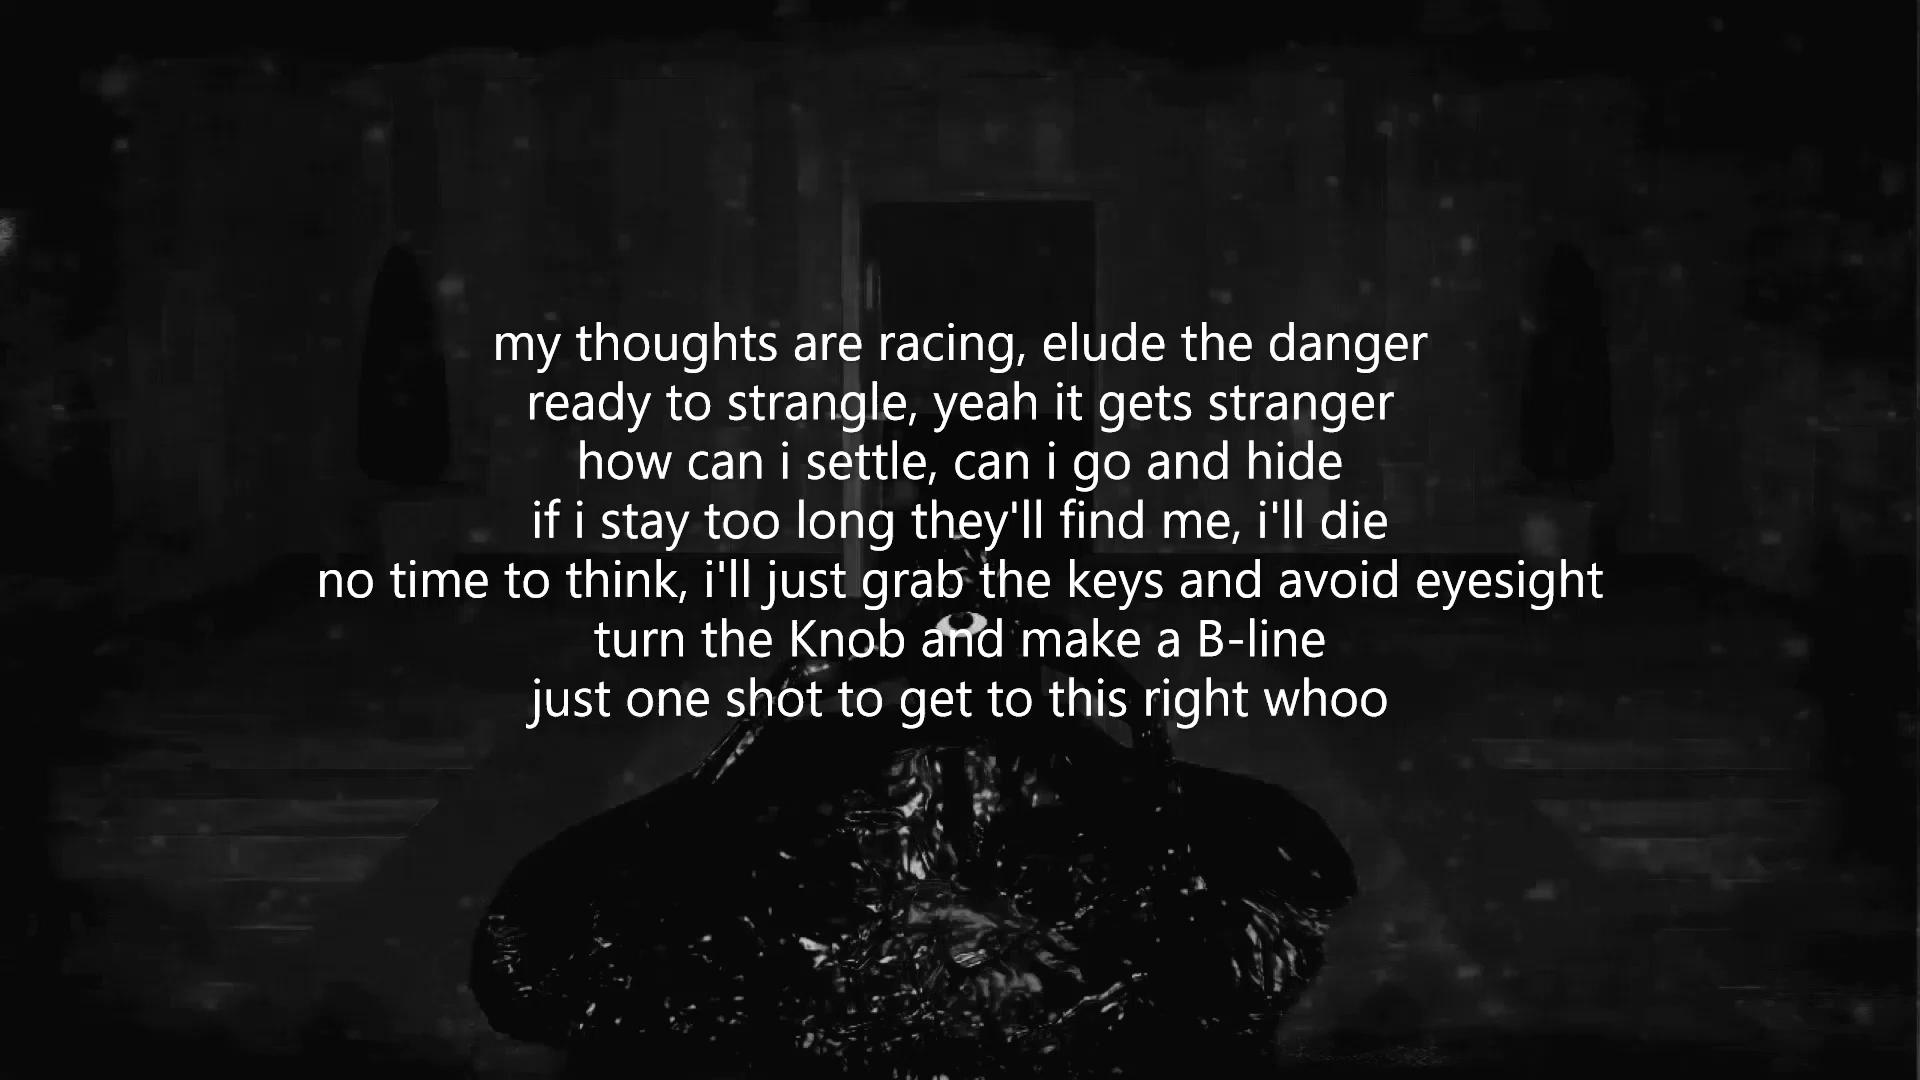 my thoughts are racing, elude the danger
ready to strangle, yeah it gets stranger
how can i settle, can i go and hide
if i stay too long they'll find me, i'll die
no time to think, i'll just grab the keys and avoid eyesight
turn the Knob and make a B-line
just one shot to get to this right whoo